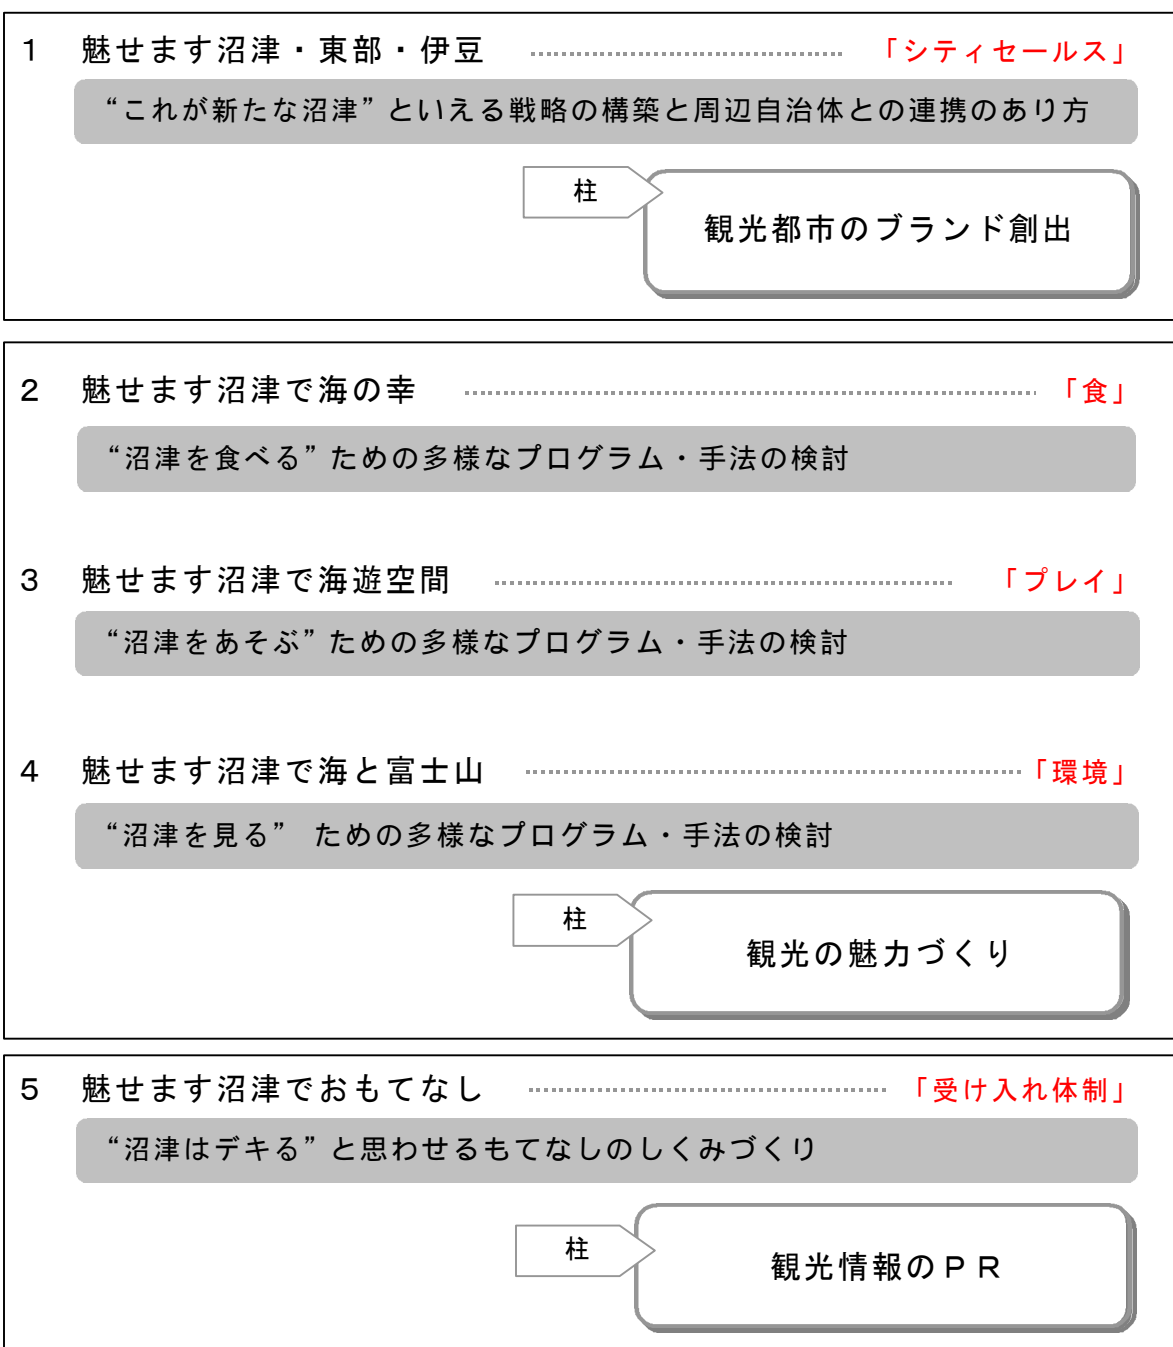 １　魅せます沼津・東部・伊豆 「シティセールス」
“これが新たな沼津”といえる戦略の構築と周辺自治体との連携のあり方
柱
観光都市のブランド創出
２　魅せます沼津で海の幸 「食」
“沼津を食べる”ための多様なプログラム・手法の検討
３　魅せます沼津で海遊空間 「プレイ」
“沼津をあそぶ”ための多様なプログラム・手法の検討
４　魅せます沼津で海と富士山 「環境」
“沼津を見る”　ための多様なプログラム・手法の検討
柱
観光の魅力づくり
５　魅せます沼津でおもてなし 「受け入れ体制」
“沼津はデキる”と思わせるもてなしのしくみづくり
柱
観光情報のＰＲ